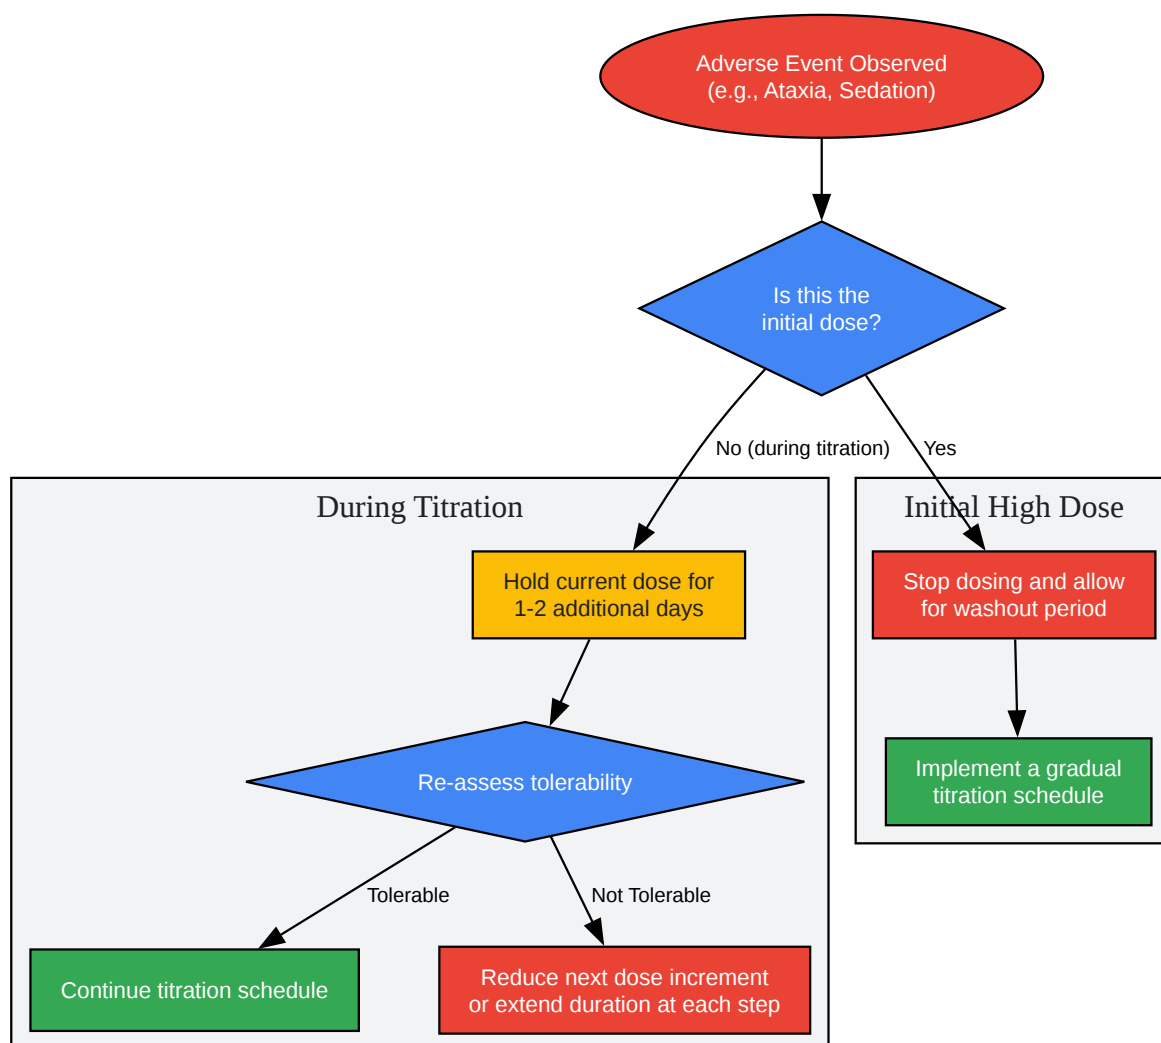 Adverse Event Observed
(e.g., Ataxia, Sedation)
Is this the
initial dose?
No (during titration)
Yes
During Titration
Initial High Dose
Hold current dose for
1-2 additional days
Stop dosing and allow
for washout period
Re-assess tolerability
Implement a gradual
titration schedule
Tolerable
Not Tolerable
Continue titration schedule
Reduce next dose increment
or extend duration at each step